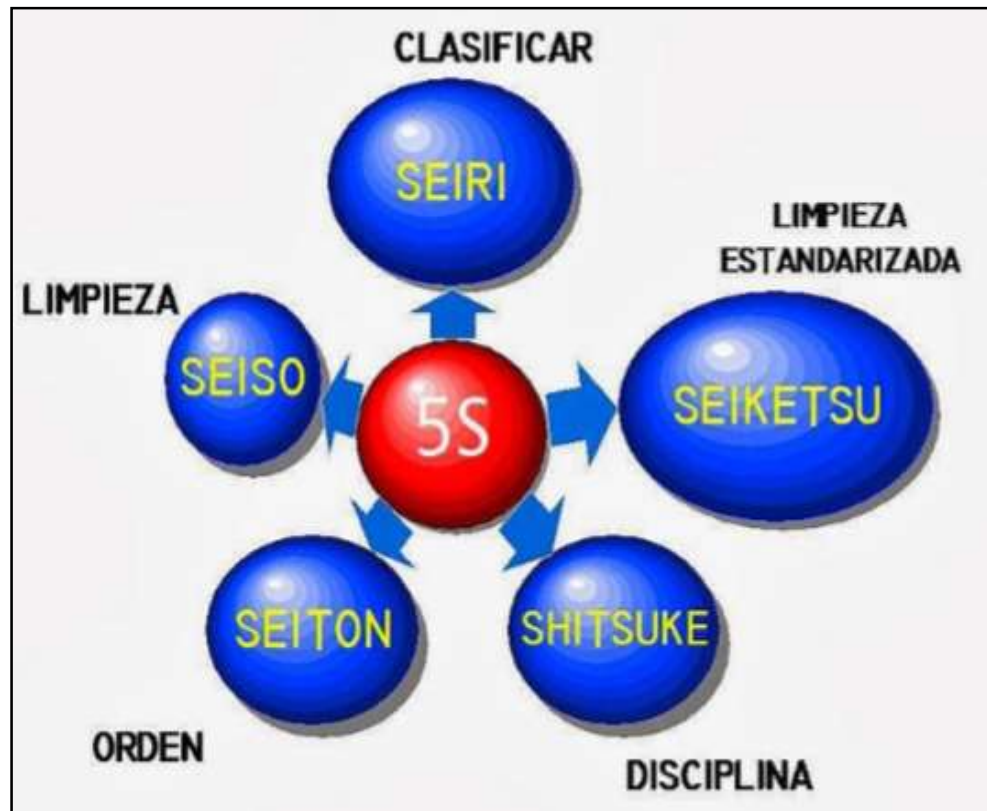 CLASIFICAR
SEIRI
LIMPIEZA
ESTANDARIZADA
LIMPIEZA
SEISO
5S
SEIKETSU
SEITON
SHITSUKE
ORDEN
DISCIPLINA